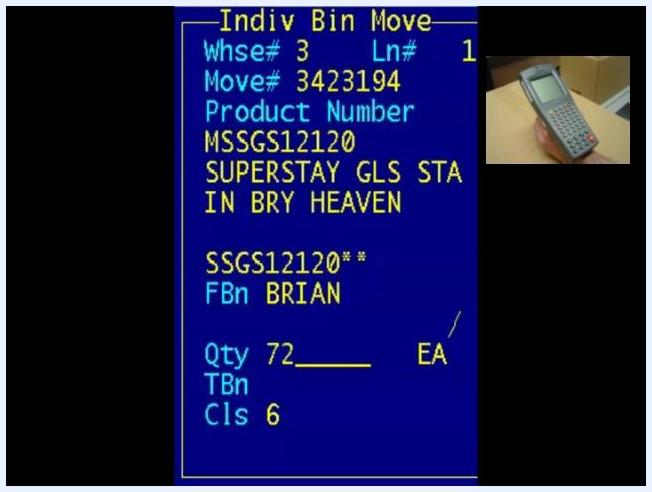 Indiv Bin Move
Whse# 3 Ln# 1
Move# 3423194
Product Number
MSSGS12120
SUPERSTAY GLS STA
IN BRY HEAVEN
SSGS12120**
FBn BRIAN
/
Qty 72_____ EA
TBn
Cls 6